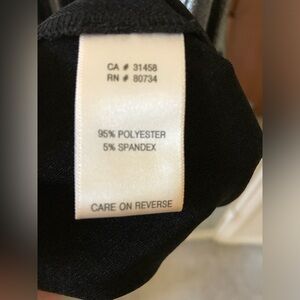 CA # 31458
RN # 80734
95% POLYESTER
5% SPANDEX
CARE ON REVERSE